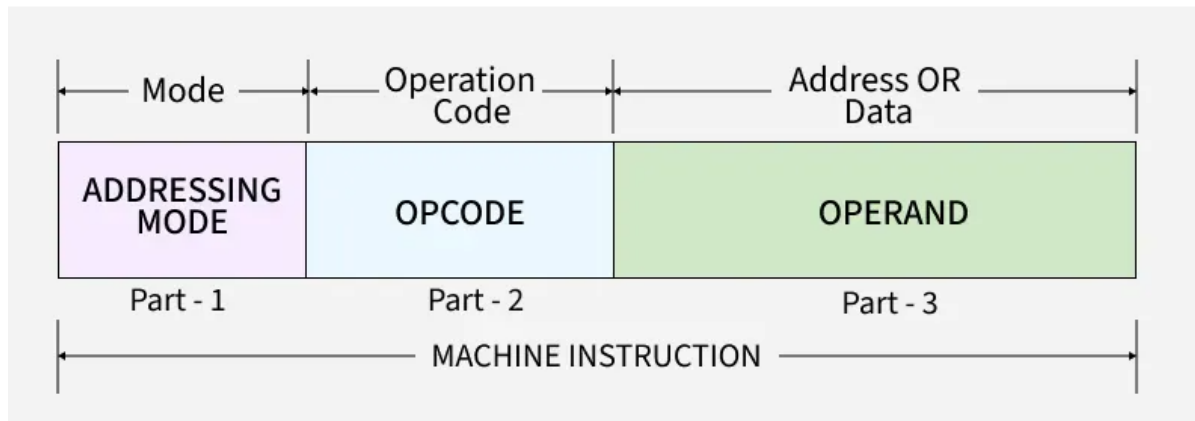 Mode
Operation
Code
Address OR
Data
ADDRESSING
MODE
OPCODE
OPERAND
Part - 1
Part - 2
Part - 3
MACHINE INSTRUCTION